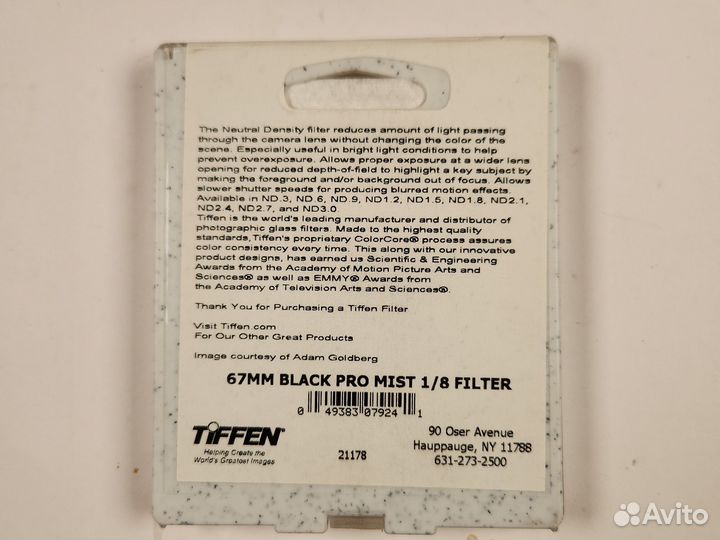 The Neutral Density filter reduces amount of light passing
through the camera lens without changing the color of the
scene. Especially useful in bright light conditions to help
prevent overexposure. Allows proper exposure at a wider lens
opening for reduced depth-of-field to highlight a key subject by
making the foreground and/or background out of focus. Allows
slower shutter speeds for producing blurred motion effects.
Available in ND.3, ND.6, ND.9, ND1.2, ND1.5, ND1.8, ND2.1,
ND2.4, ND2.7, and ND3.0.
Tiffen is the world's leading manufacturer and distributor of
photographic glass filters. Made to the highest quality
standards,Tiffen's proprietary ColorCore® process assures
color consistency every time. This along with our innovative
product designs, has earned us Scientific & Engineering
Awards from the Academy of Motion Picture Arts and
Sciences® as well as EMMY® Awards from
the Academy of Television Arts and Sciences®.
Thank You for Purchasing a Tiffen Filter
Visit Tiffen.com
For Our Other Great Products
Image courtesy of Adam Goldberg
67MM BLACK PRO MIST 1/8 FILTER
0 49383 07924 1
TIFFEN®
Helping Create the
World's Greatest Images
21178
90 Oser Avenue
Hauppauge, NY 11788
631-273-2500
Avito